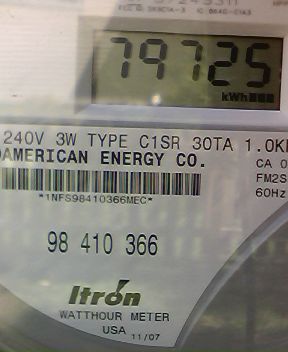 79725
kWh
240V 3W TYPE C1SR 30TA 1.0K
DAMERICAN ENERGY CO.
CA 0
*1NFS98410366MEC*
FM2S
60Hz
98 410 366
Itron
WATTHOUR METER
USA 11/07